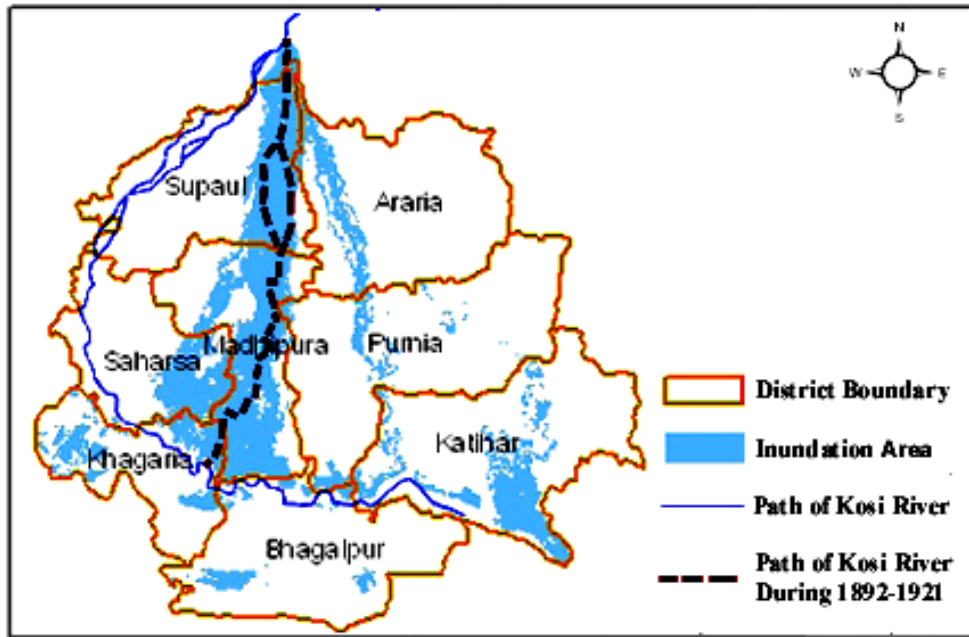 N
W E
S
Supaul
Araria
Madhipura
Purnia
Saharsa
Katihar
Khagaria
Bhagalpur
District Boundary
Inundation Area
Path of Kosi River
Path of Kosi River
During 1892-1921